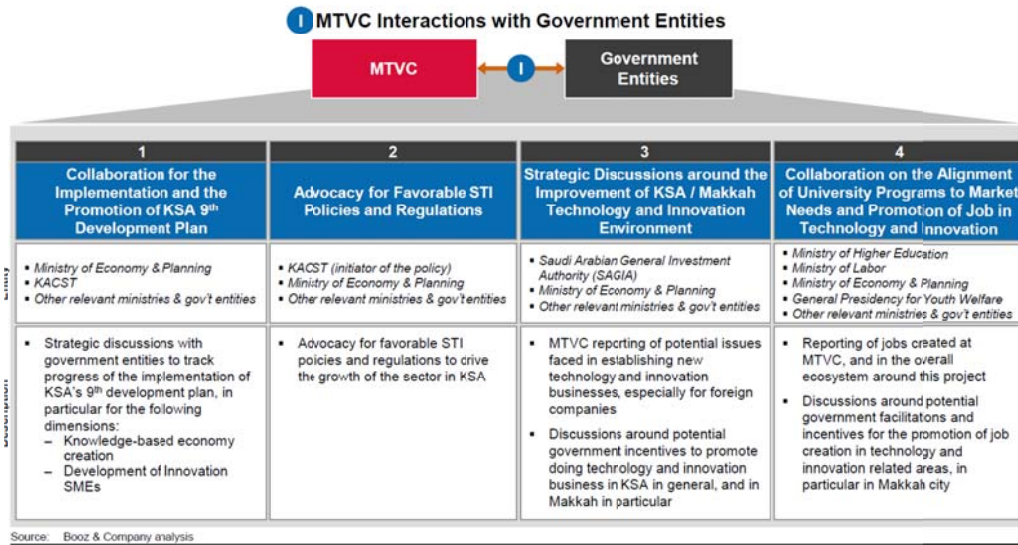 I MTVC Interactions with Government Entities
MTVC
I
Government
Entities
1
Collaboration for the
Implementation and the
Promotion of KSA 9th
Development Plan
2
Advocacy for Favorable STI
Policies and Regulations
3
Strategic Discussions around the
Improvement of KSA / Makkah
Technology and Innovation
Environment
4
Collaboration on the Alignment
of University Programs to Market
Needs and Promotion of Job in
Technology and Innovation
Entity
▪ Ministry of Economy & Planning
▪ KACST
▪ Other relevant ministries & gov't entities
▪ KACST (initiator of the policy)
▪ Ministry of Economy & Planning
▪ Other relevant ministries & gov't entities
▪ Saudi Arabian General Investment
Authority (SAGIA)
▪ Ministry of Economy & Planning
▪ Other relevant ministries & gov't entities
▪ Ministry of Higher Education
▪ Ministry of Labor
▪ Ministry of Economy & Planning
▪ General Presidency for Youth Welfare
▪ Other relevant ministries & gov't entities
Description
▪ Strategic discussions with
government entities to track
progress of the implementation of
KSA's 9th development plan, in
particular for the following
dimensions:
– Knowledge-based economy
creation
– Development of Innovation
SMEs
▪ Advocacy for favorable STI
poicies and regulations to drive
the growth of the sector in KSA
▪ MTVC reporting of potential issues
faced in establishing new
technology and innovation
businesses, especially for foreign
companies
▪ Discussions around potential
government incentives to promote
doing technology and innovation
business in KSA in general, and in
Makkah in particular
▪ Reporting of jobs created at
MTVC, and in the overall
ecosystem around this project
▪ Discussions around potential
government facilitatons and
incentives for the promotion of job
creation in technology and
innovation related areas, in
particular in Makkah city
Source: Booz & Company analysis